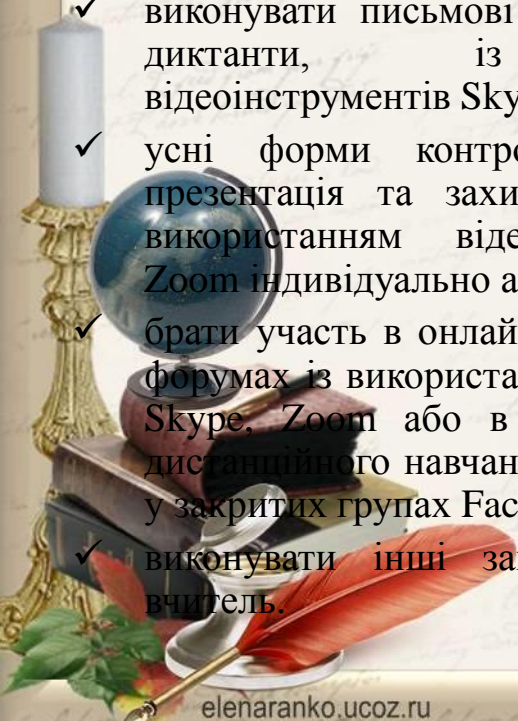 ✓ виконувати письмові
диктанти, із
відеоінструментів Sky
✓ усні форми контр
презентація та захи
використанням віде
Zoom індивідуально а
✓ брати участь в онлай
форумах із використа
Skype, Zoom або в
дистанційного навчан
у закритих групах Fac
✓ виконувати інші за
вчитель.
elenaranko.ucoz.ru